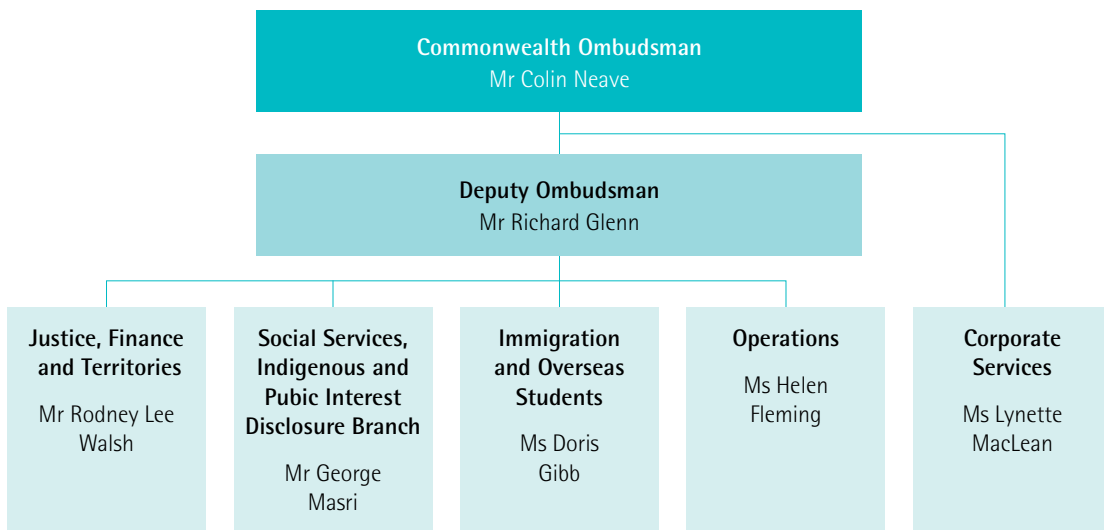 Commonwealth Ombudsman
Mr Colin Neave
Deputy Ombudsman
Mr Richard Glenn
Justice, Finance
and Territories
Mr Rodney Lee
Walsh
Social Services,
Indigenous and
Pubic Interest
Disclosure Branch
Mr George
Masri
Immigration
and Overseas
Students
Ms Doris
Gibb
Operations
Ms Helen
Fleming
Corporate
Services
Ms Lynette
MacLean